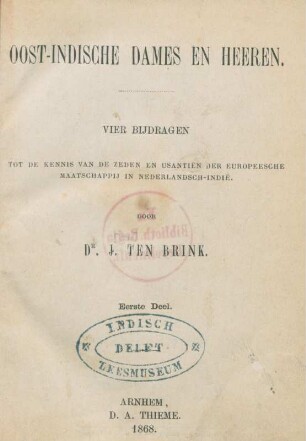 OOST-INDISCHE DAMES EN HEEREN.
VIER BIJDRAGEN
TOT DE KENNIS VAN DE ZEDEN EN USANTIËN DER EUROPEESCHE
MAATSCHAPPIJ IN NEDERLANDSCH-INDIË.
DOOR
Dr. J. TEN BRINK.
Eerste Deel.
INDISCH
DELFT
LEESMUSEUM
ARNHEM,
D. A. THIEME.
1868.